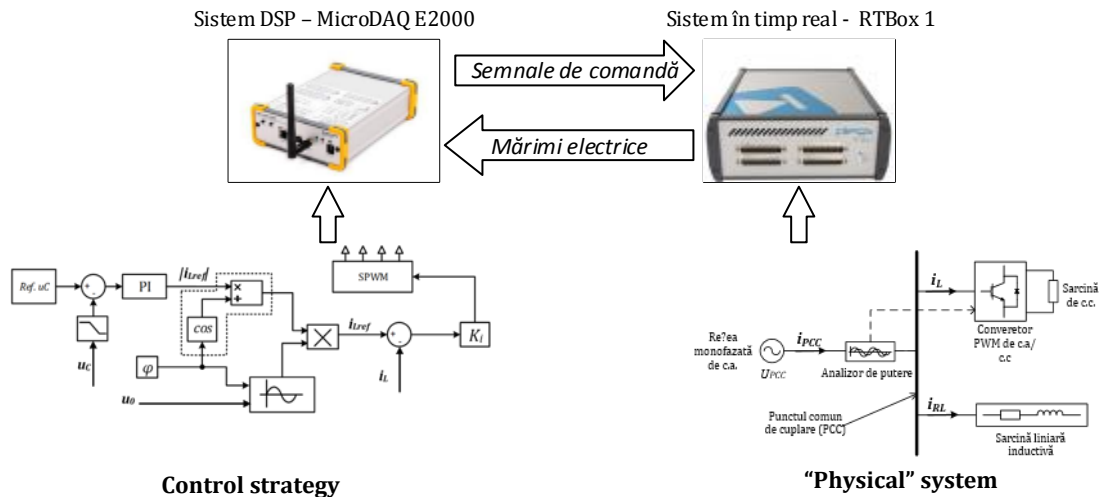 Sistem DSP – MicroDAQ E2000
Sistem în timp real - RTBox 1
Semnale de comandă
Mărimi electrice
Ref. uC
+
-
PI
|iLref|
×
÷
cos
uC
φ
u0
iLref
+
-
iL
Ki
SPWM
Control strategy
iL
Sarcină
de c.c.
Converetor
PWM de c.a/
c.c
Re?ea
monofazată
de c.a.
UPCC
iPCC
Analizor de putere
Punctul comun
de cuplare (PCC)
iRL
Sarcină liniară
inductivă
“Physical” system